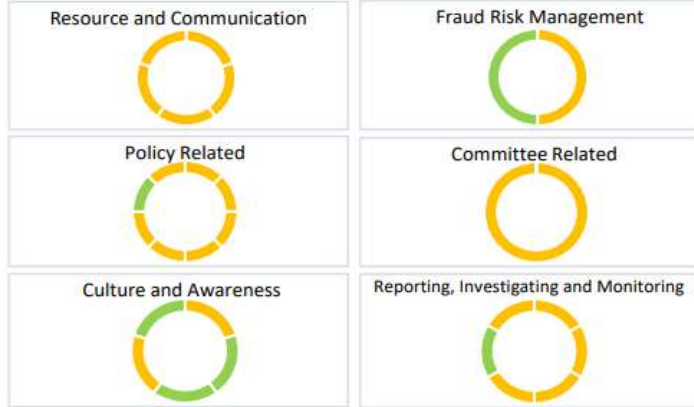 Resource and Communication
Fraud Risk Management
Policy Related
Committee Related
Culture and Awareness
Reporting, Investigating and Monitoring